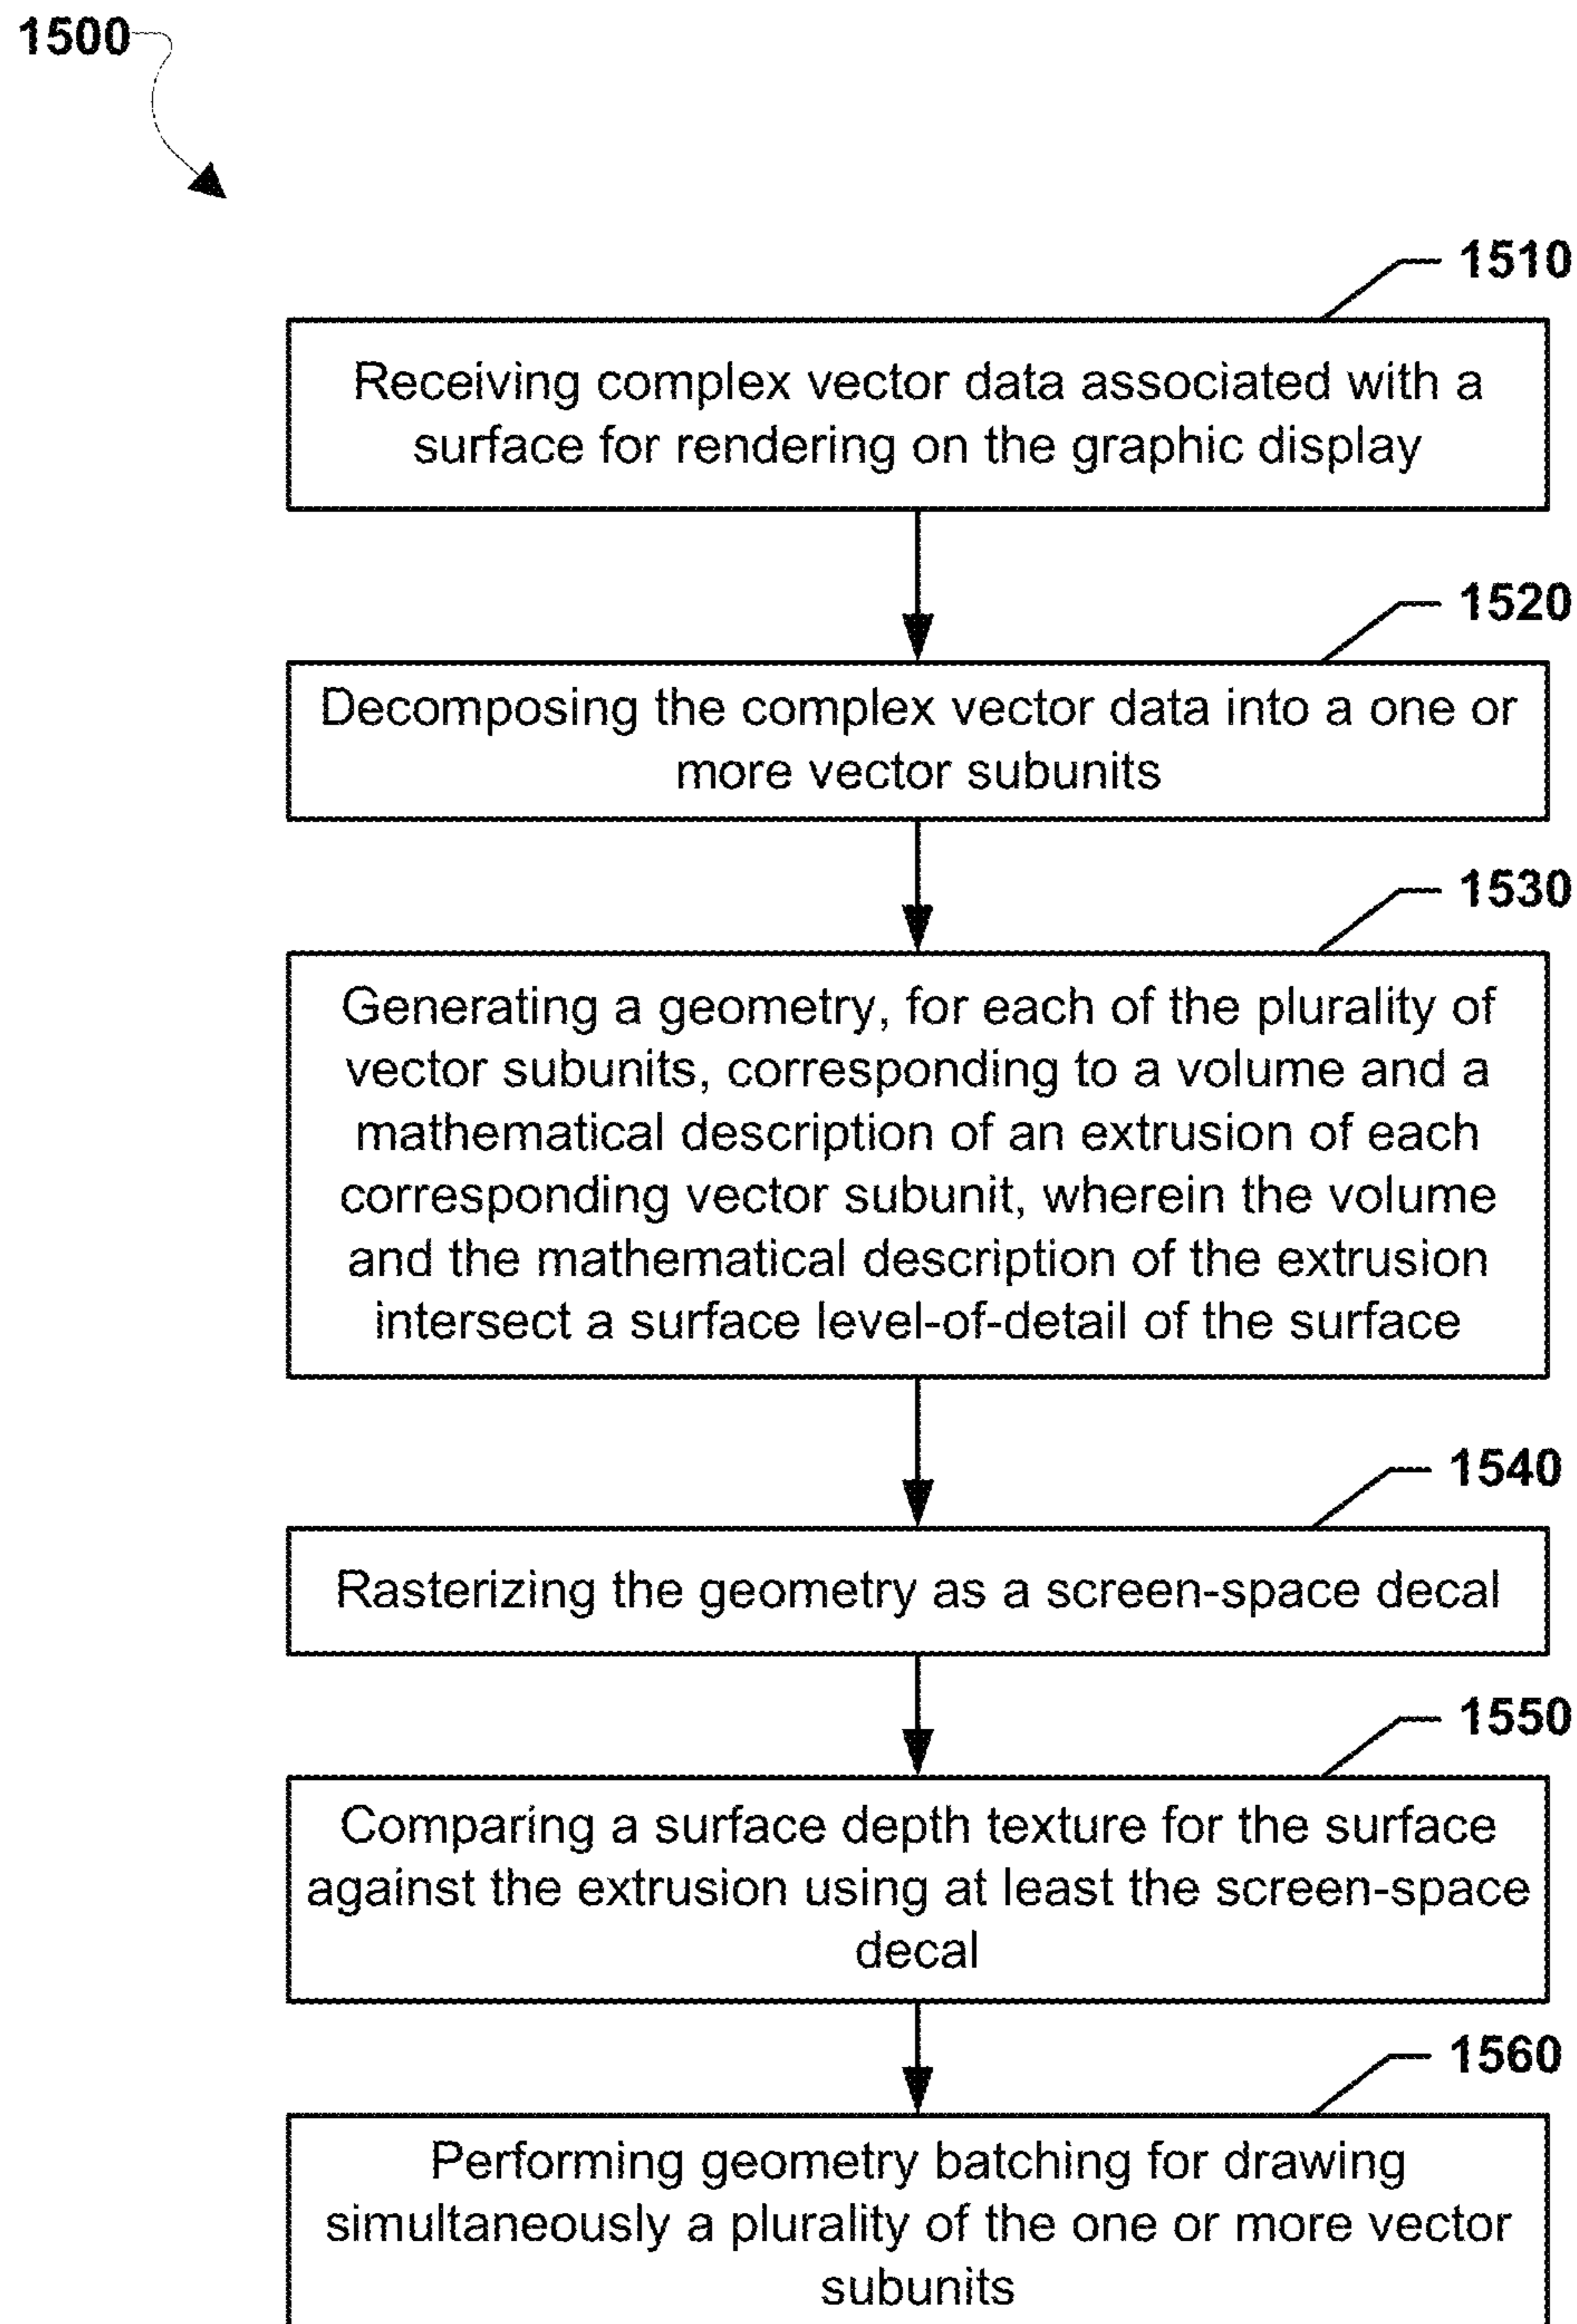 1500
1510
Receiving complex vector data associated with a
surface for rendering on the graphic display
1520
Decomposing the complex vector data into a one or
more vector subunits
1530
Generating a geometry, for each of the plurality of
vector subunits, corresponding to a volume and a
mathematical description of an extrusion of each
corresponding vector subunit, wherein the volume
and the mathematical description of the extrusion
intersect a surface level-of-detail of the surface
1540
Rasterizing the geometry as a screen-space decal
1550
Comparing a surface depth texture for the surface
against the extrusion using at least the screen-space
decal
1560
Performing geometry batching for drawing
simultaneously a plurality of the one or more vector
subunits